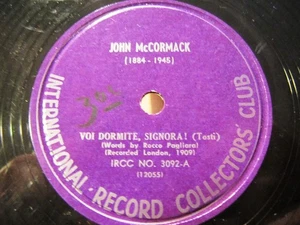 JOHN McCORMACK
(1884 - 1945)
VOI DORMITE, SIGNORA! (Tosti)
(Words by Rocco Pagliara)
(Recorded London, 1909)
IRCC NO. 3092-A
(12055)
INTERNATIONAL · RECORD COLLECTORS CLUB